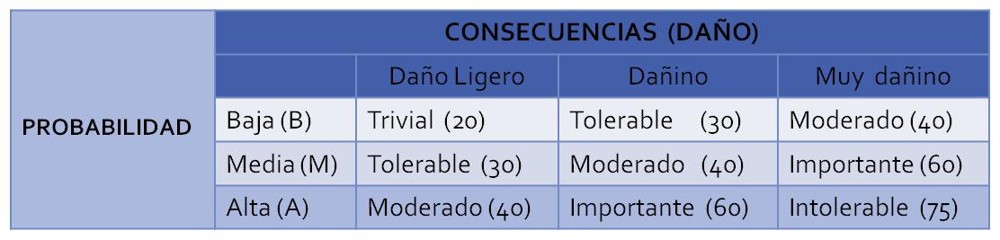 CONSECUENCIAS (DAÑO)
Daño Ligero Dañino Muy dañino
PROBABILIDAD
Baja (B) Trivial (20) Tolerable (30) Moderado (40)
Media (M) Tolerable (30) Moderado (40) Importante (60)
Alta (A) Moderado (40) Importante (60) Intolerable (75)